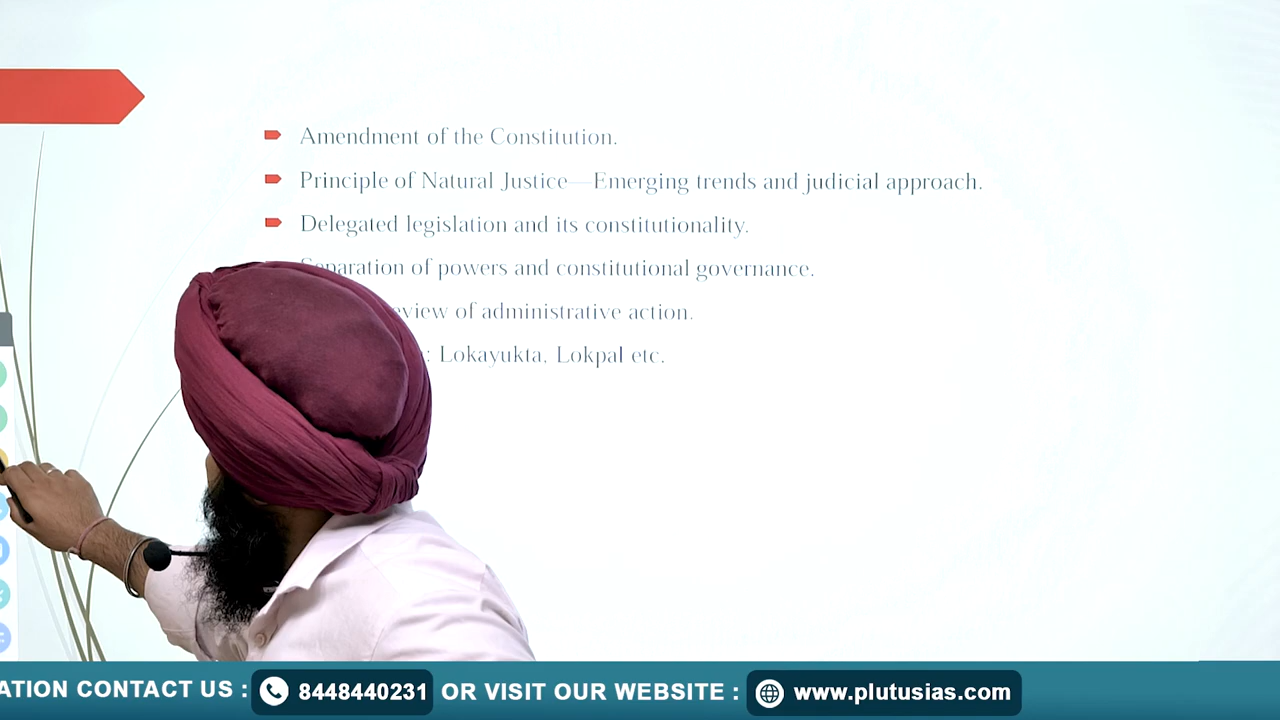 Amendment of the Constitution.
Principle of Natural Justice—Emerging trends and judicial approach.
Delegated legislation and its constitutionality.
Separation of powers and constitutional governance.
of administrative action.
: Lokayukta, Lokpal etc.
CONTACT US : 8448440231 OR VISIT OUR WEBSITE : www.plutusias.com